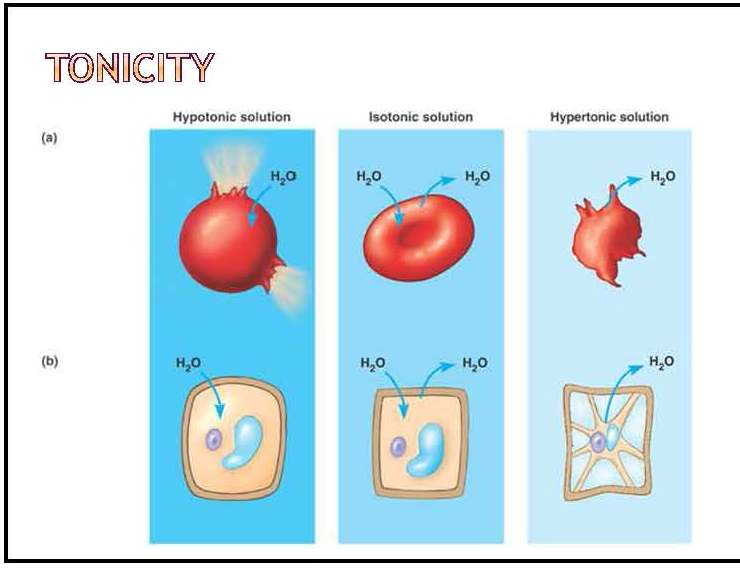 TONICITY
Hypotonic solution Isotonic solution Hypertonic solution
(a)
H₂O H₂O H₂O H₂O
(b)
H₂O H₂O H₂O H₂O